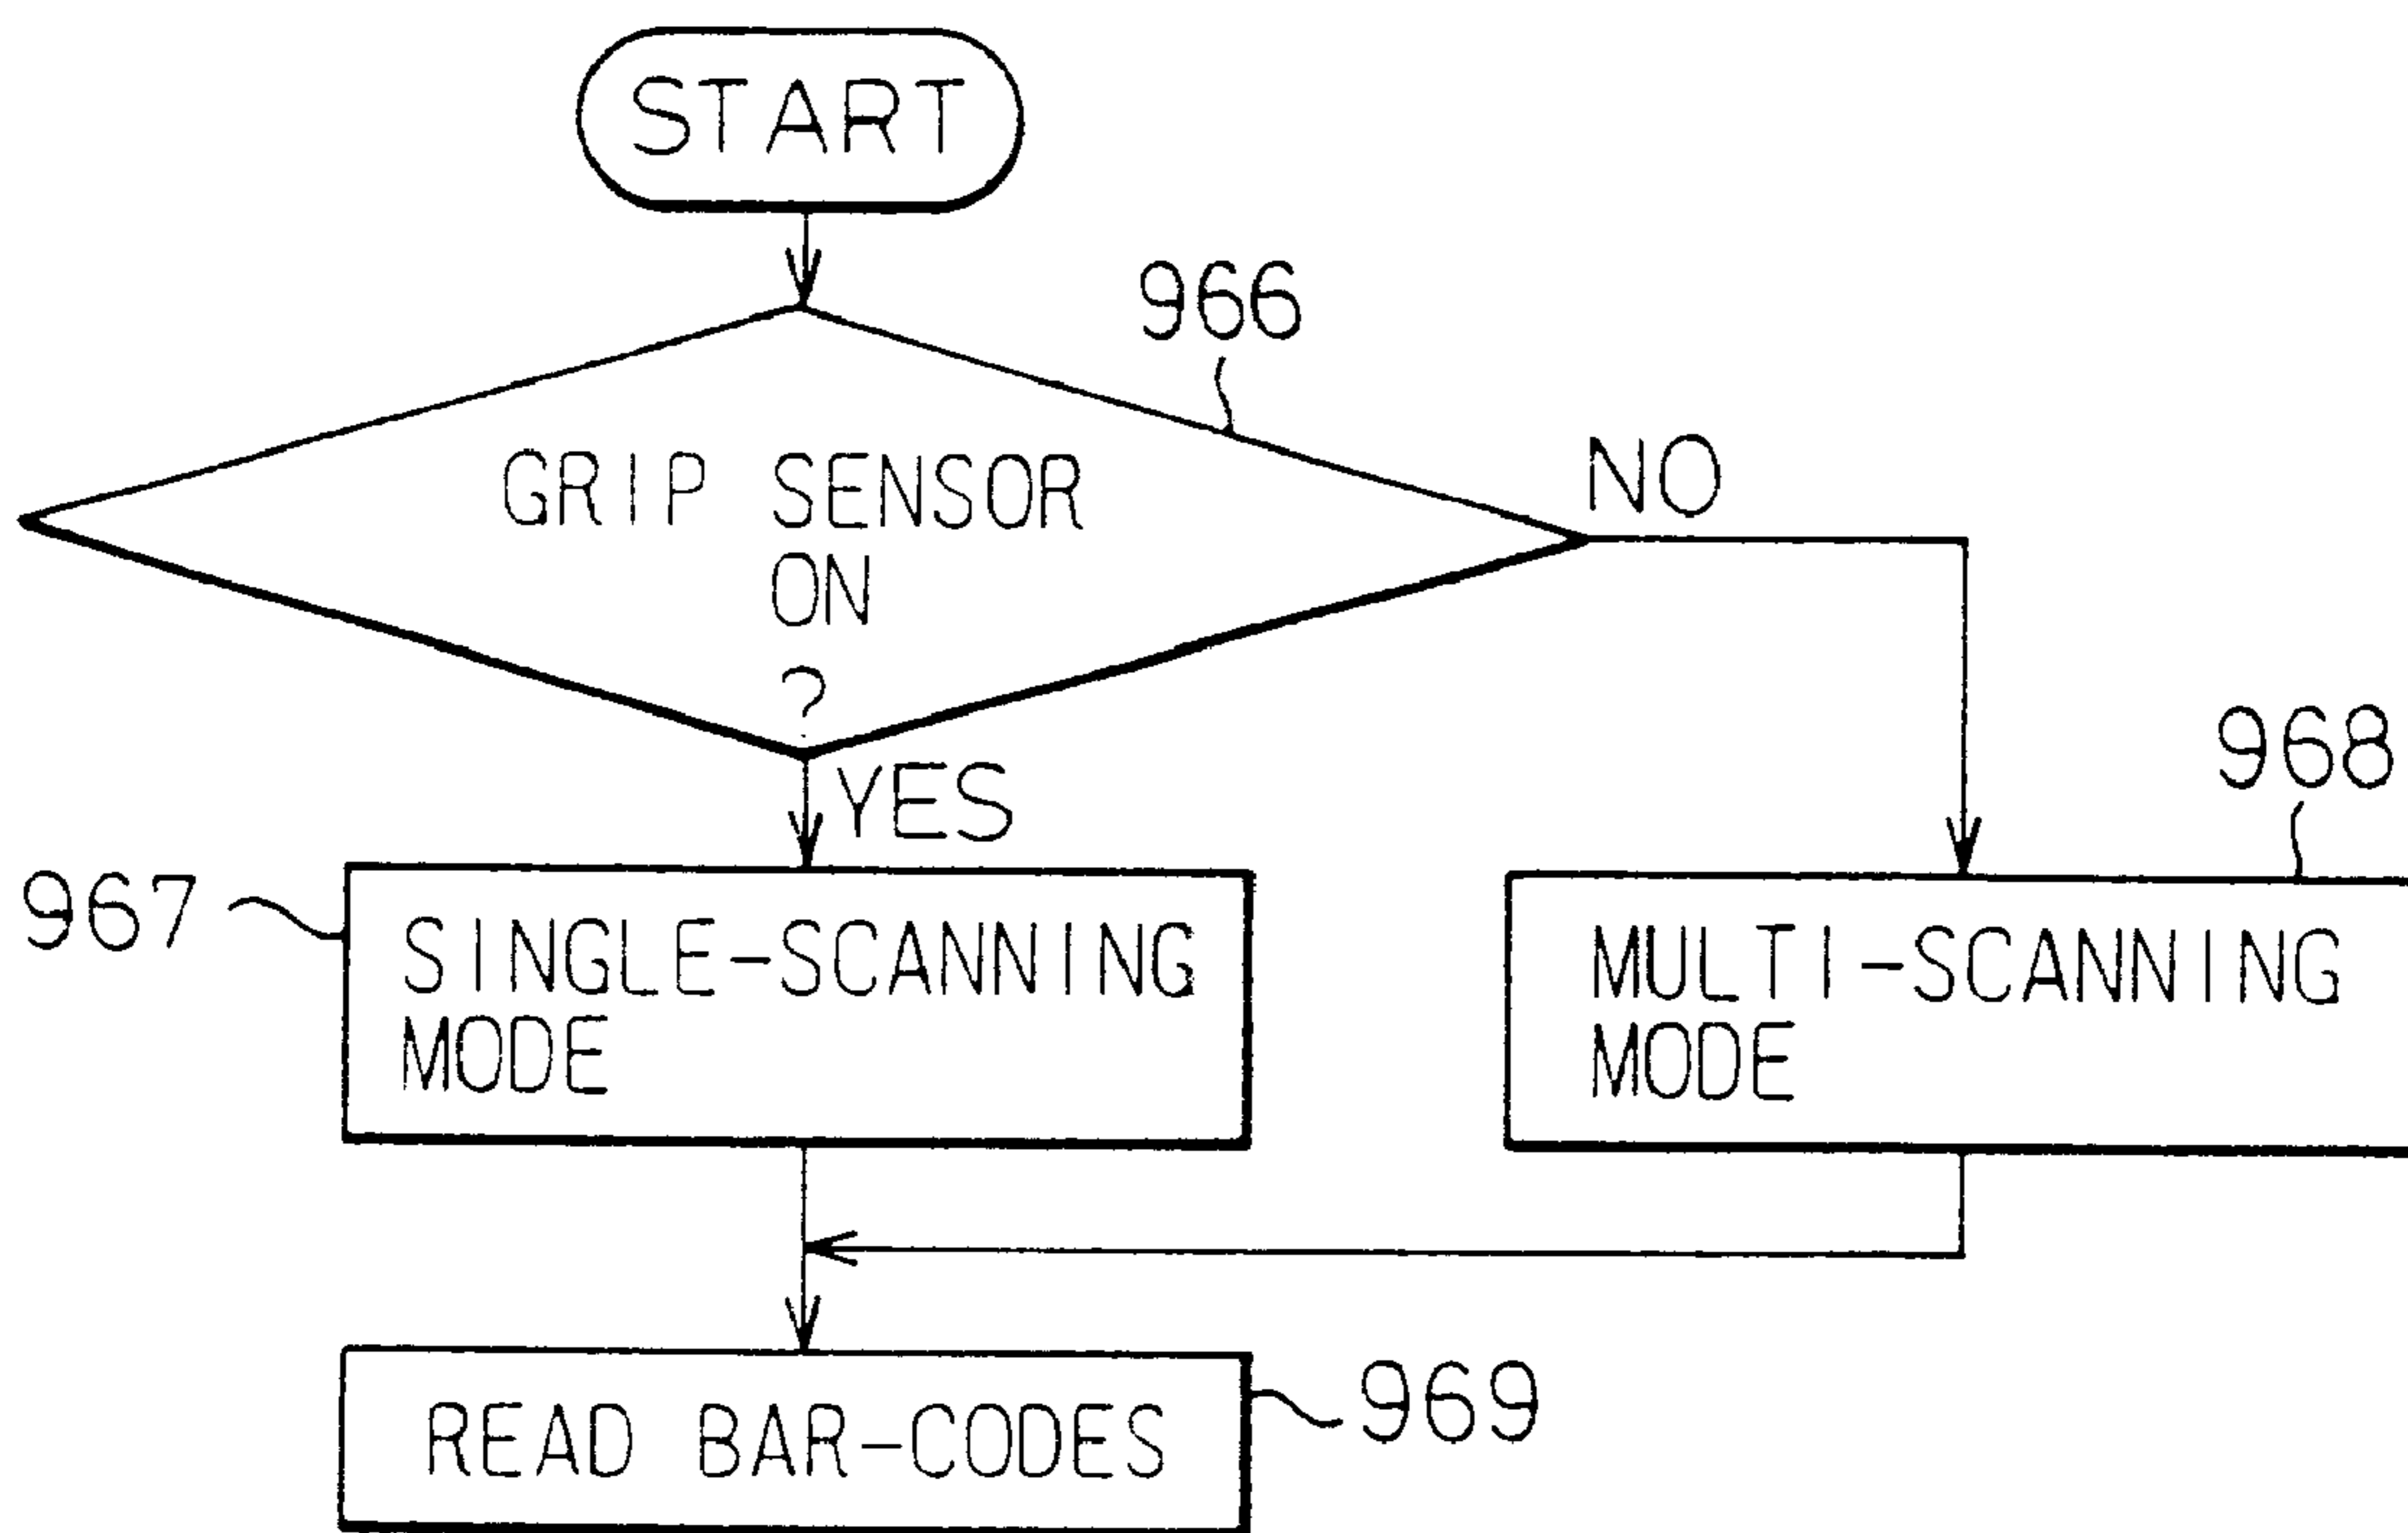 START
966
GRIP SENSOR
ON
?
NO
YES
967
SINGLE-SCANNING
MODE
968
MULTI-SCANNING
MODE
READ BAR-CODES
969